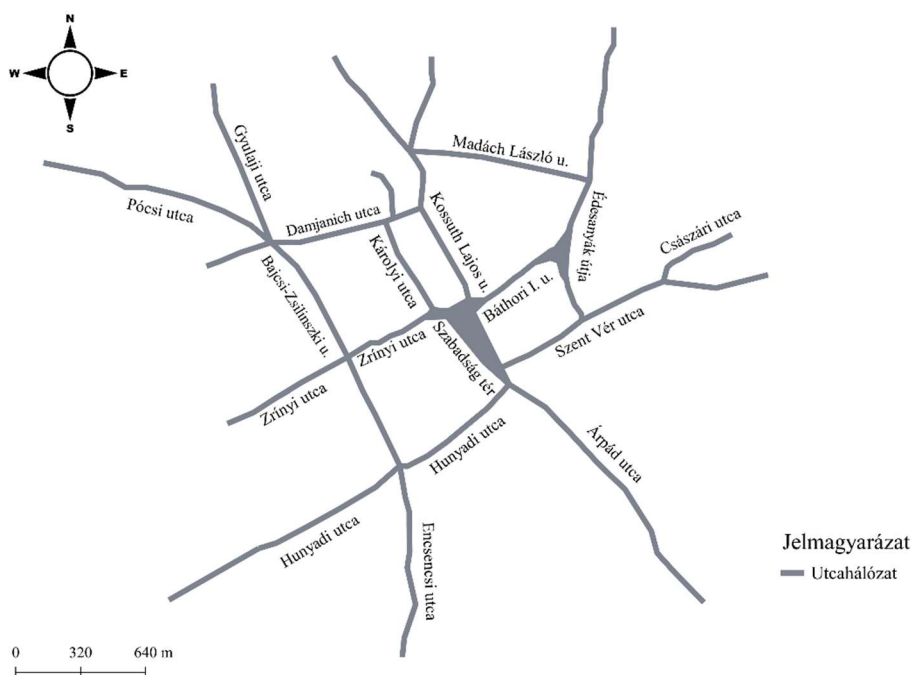 N
W E
S
Gyulaji utca
Pócsi utca
Damjanich utca
Madách László u.
Kossuth Lajos u.
Károlyi utca
Édesanyák útja
Császári utca
Bajcsi-Zsilinszki u.
Báthori I. u.
Szent Vér utca
Zrínyi utca
Szabadság tér
Zrínyi utca
Hunyadi utca
Árpád utca
Hunyadi utca
Encsencsi utca
Jelmagyarázat
Utcahálózat
0 320 640 m